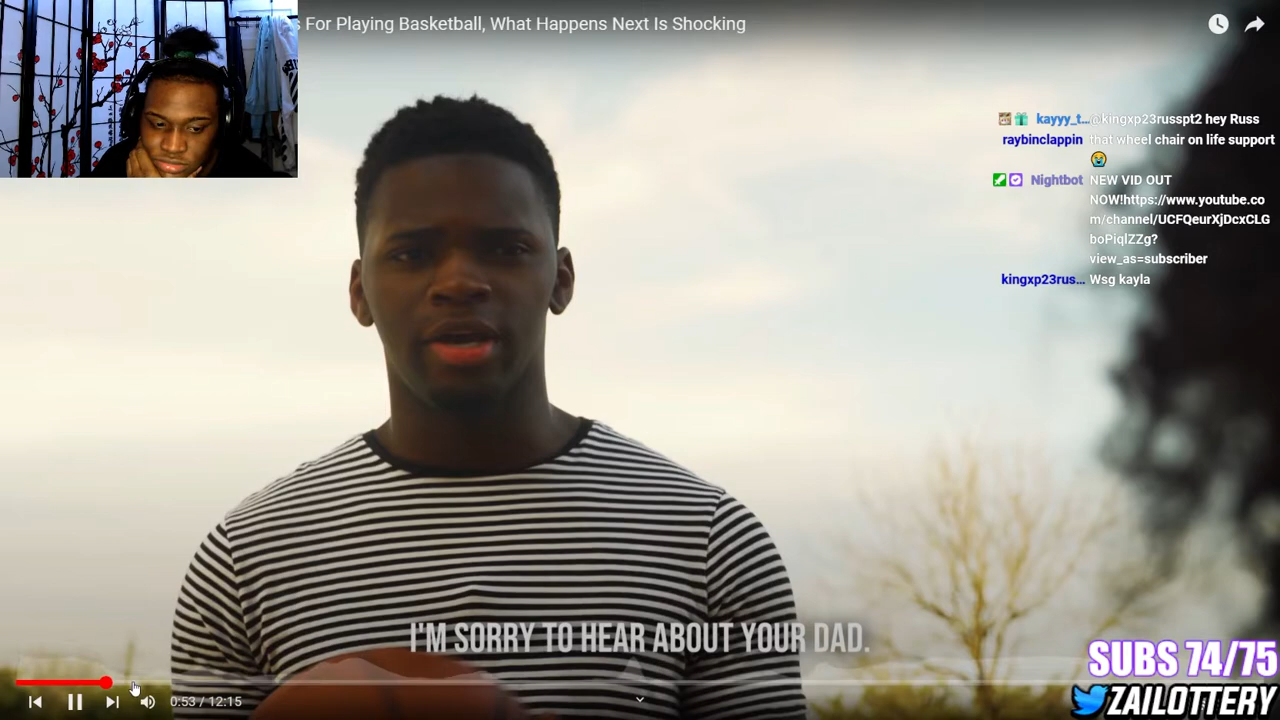 For Playing Basketball, What Happens Next Is Shocking
kayyy_t... @kingxp23russpt2 hey Russ
raybinclappin that wheel chair on life support
😭
Nightbot NEW VID OUT
NOW!https://www.youtube.co
m/channel/UCFQeurXjDcxCLG
boPiqlZZg?
view_as=subscriber
kingxp23rus... Wsg kayla
I'M SORRY TO HEAR ABOUT YOUR DAD.
SUBS 74/75
ZAILOTTERY
0:53 / 12:15